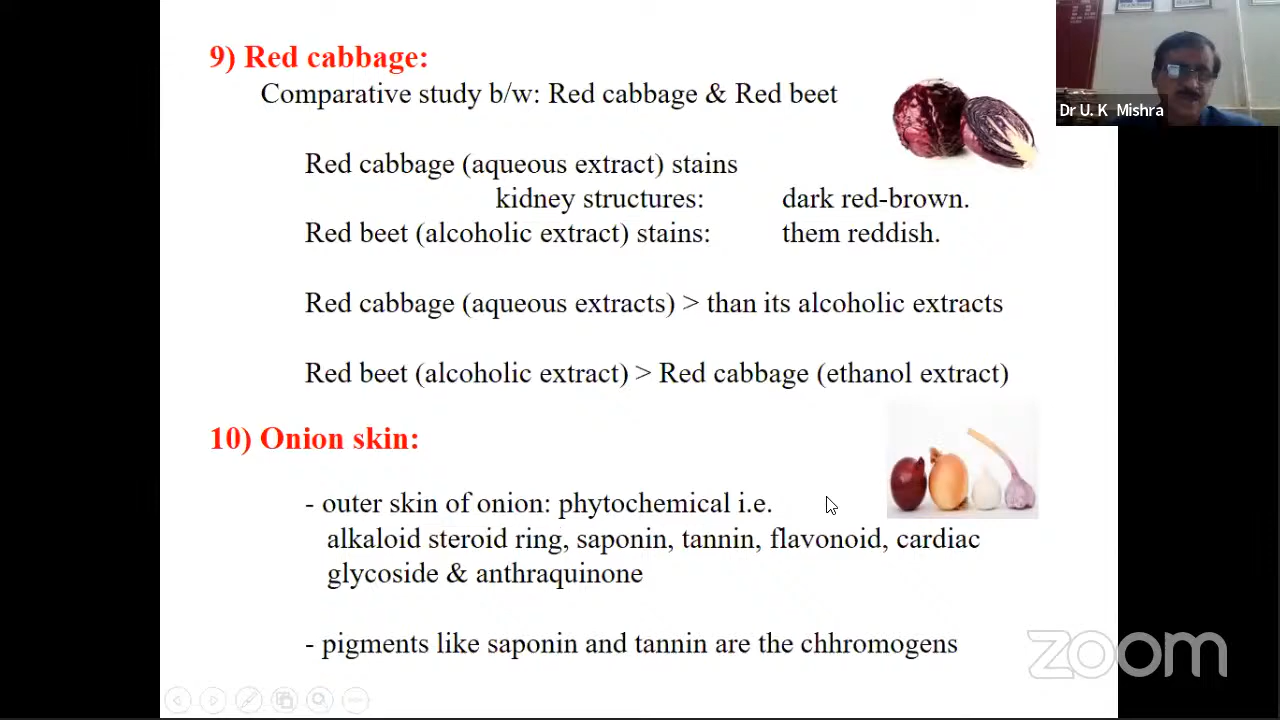 9) Red cabbage:
Comparative study b/w: Red cabbage & Red beet
Dr U. K Mishra
Red cabbage (aqueous extract) stains
kidney structures: dark red-brown.
Red beet (alcoholic extract) stains: them reddish.
Red cabbage (aqueous extracts) > than its alcoholic extracts
Red beet (alcoholic extract) > Red cabbage (ethanol extract)
10) Onion skin:
- outer skin of onion: phytochemical i.e.
alkaloid steroid ring, saponin, tannin, flavonoid, cardiac
glycoside & anthraquinone
- pigments like saponin and tannin are the chhromogens
zoom